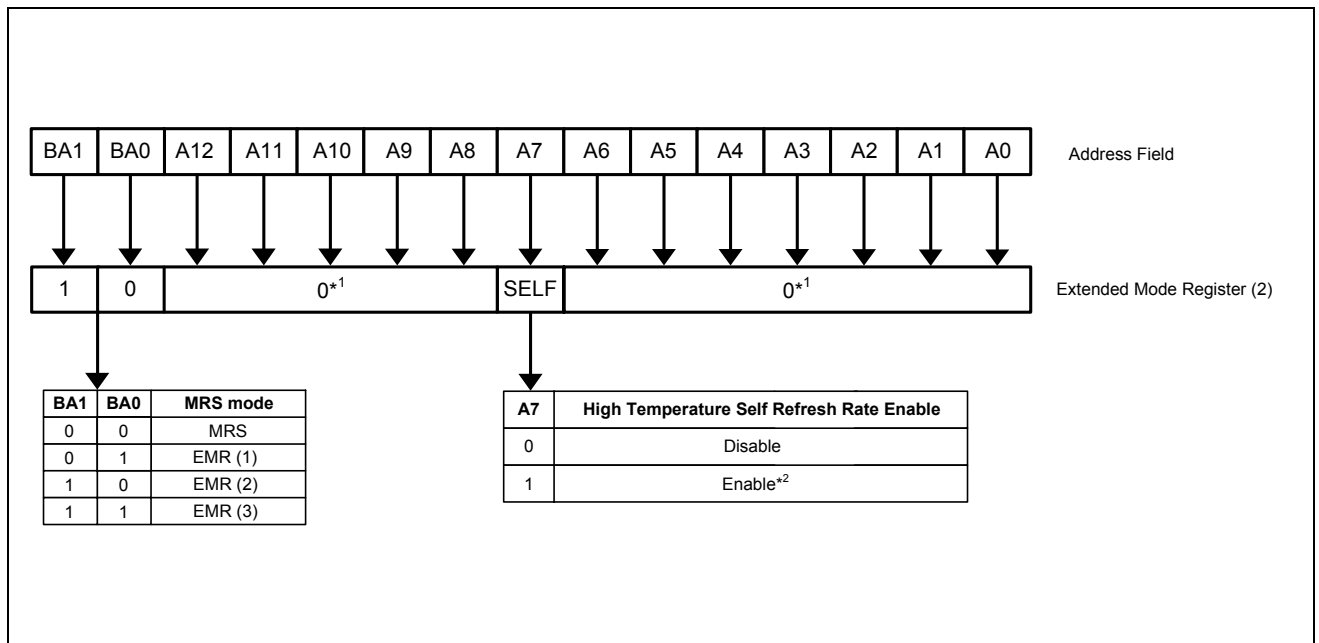 BA1 BA0 A12 A11 A10 A9 A8 A7 A6 A5 A4 A3 A2 A1 A0 Address Field
1 0 0*1 SELF 0*1 Extended Mode Register (2)
BA1 BA0 MRS mode
0 0 MRS
0 1 EMR (1)
1 0 EMR (2)
1 1 EMR (3)
A7 High Temperature Self Refresh Rate Enable
0 Disable
1 Enable*2